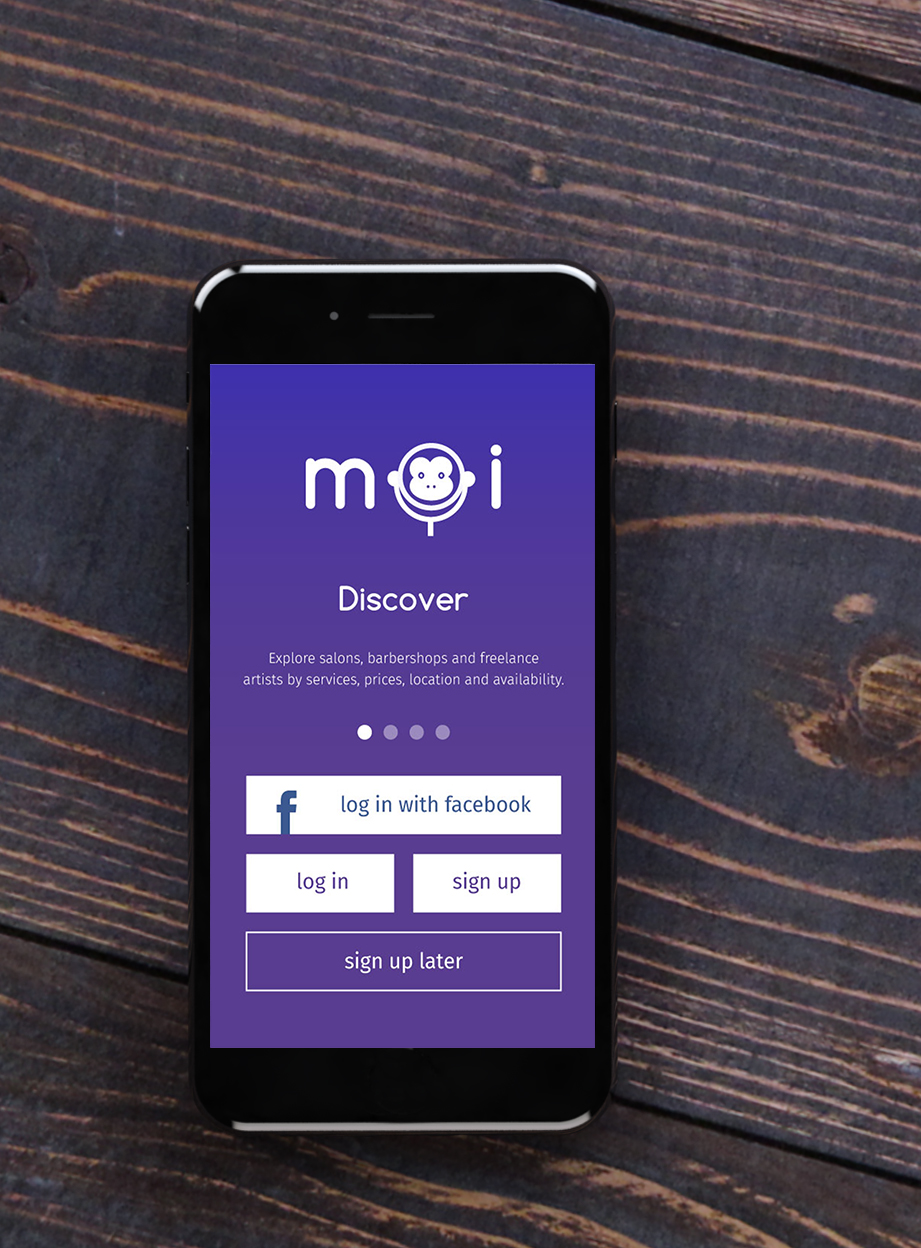 moi
Discover
Explore salons, barbershops and freelance
artists by services, prices, location and availability.
f log in with facebook
log in sign up
sign up later